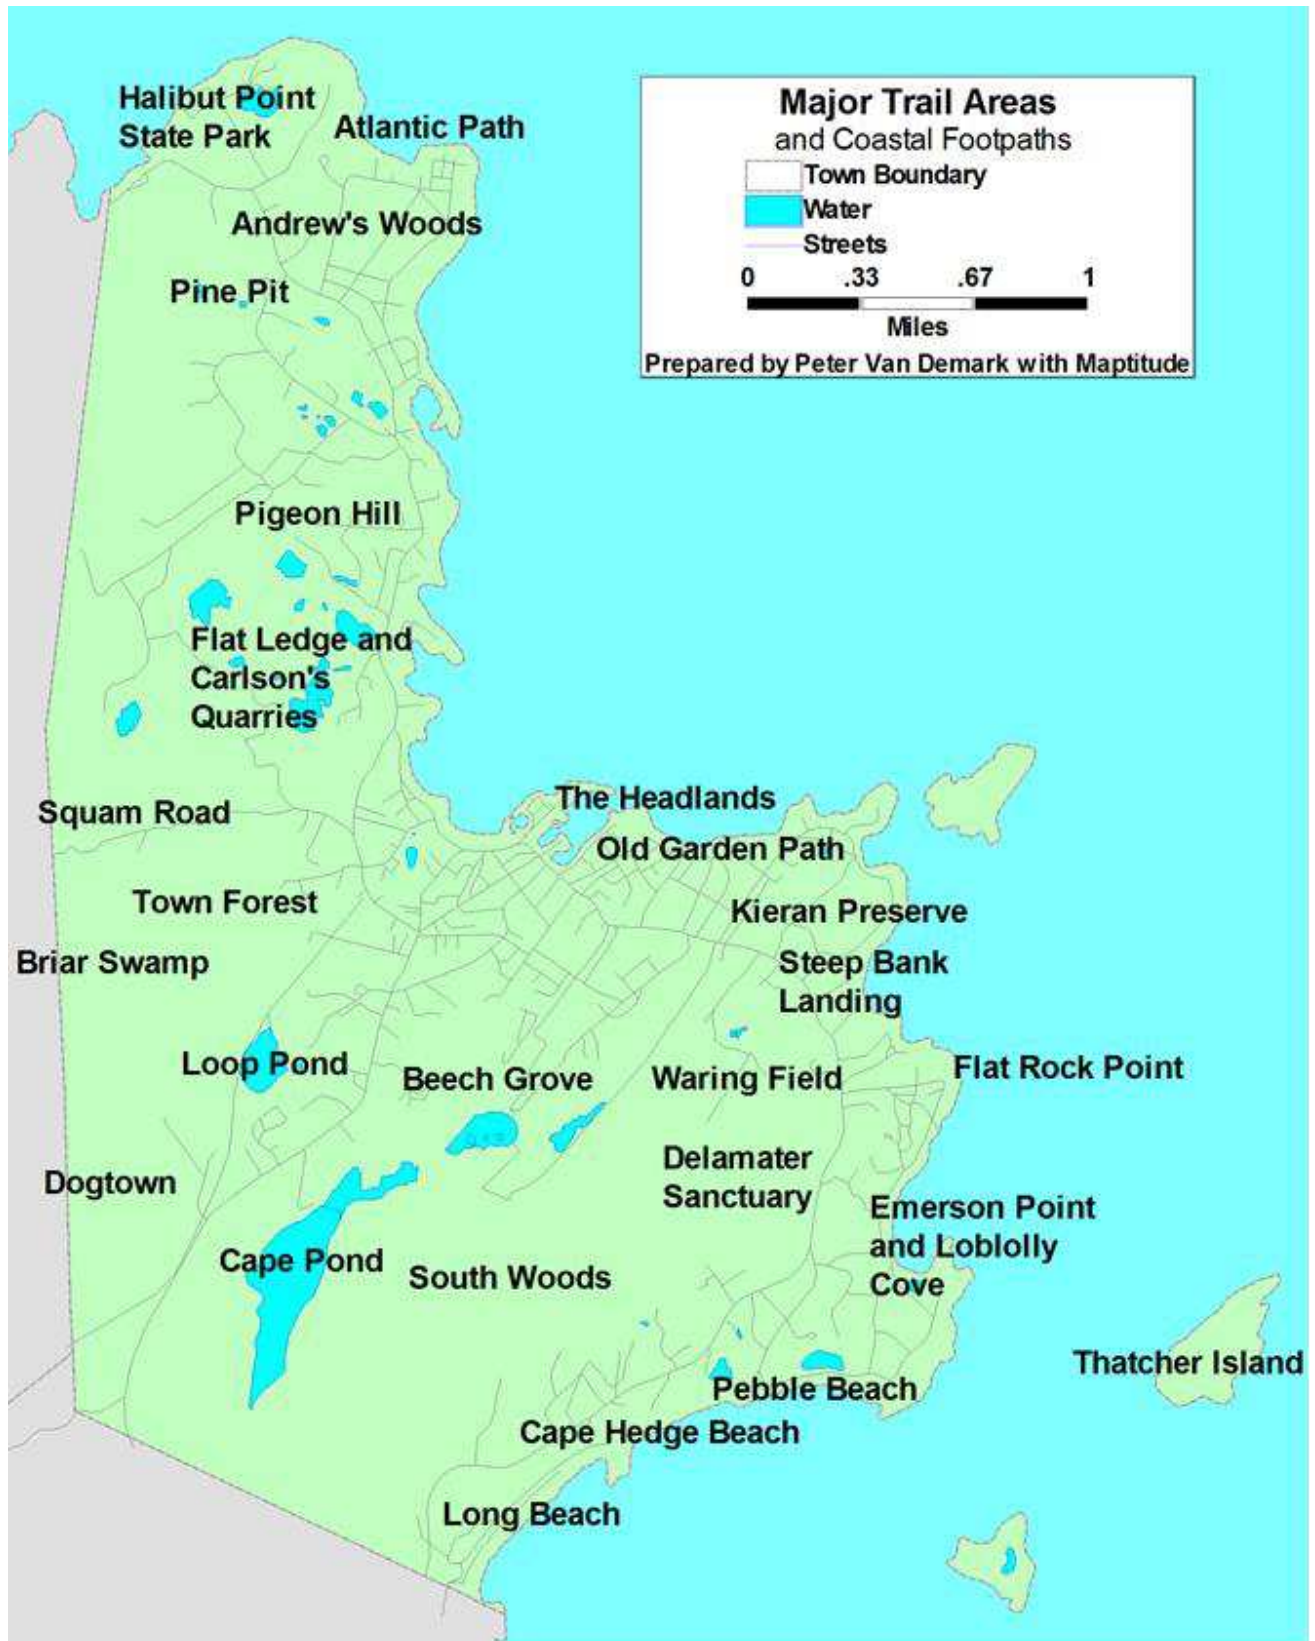 Halibut Point
State Park
Atlantic Path
Major Trail Areas
and Coastal Footpaths
Town Boundary
Water
Streets
0 .33 .67 1
Miles
Prepared by Peter Van Demark with Maptitude
Andrew's Woods
Pine Pit
Pigeon Hill
Flat Ledge and
Carlson's
Quarries
Squam Road
The Headlands
Old Garden Path
Town Forest
Kieran Preserve
Briar Swamp
Steep Bank
Landing
Loop Pond
Beech Grove
Waring Field
Flat Rock Point
Dogtown
Delamater
Sanctuary
Emerson Point
and Loblolly
Cove
Cape Pond
South Woods
Thatcher Island
Pebble Beach
Cape Hedge Beach
Long Beach